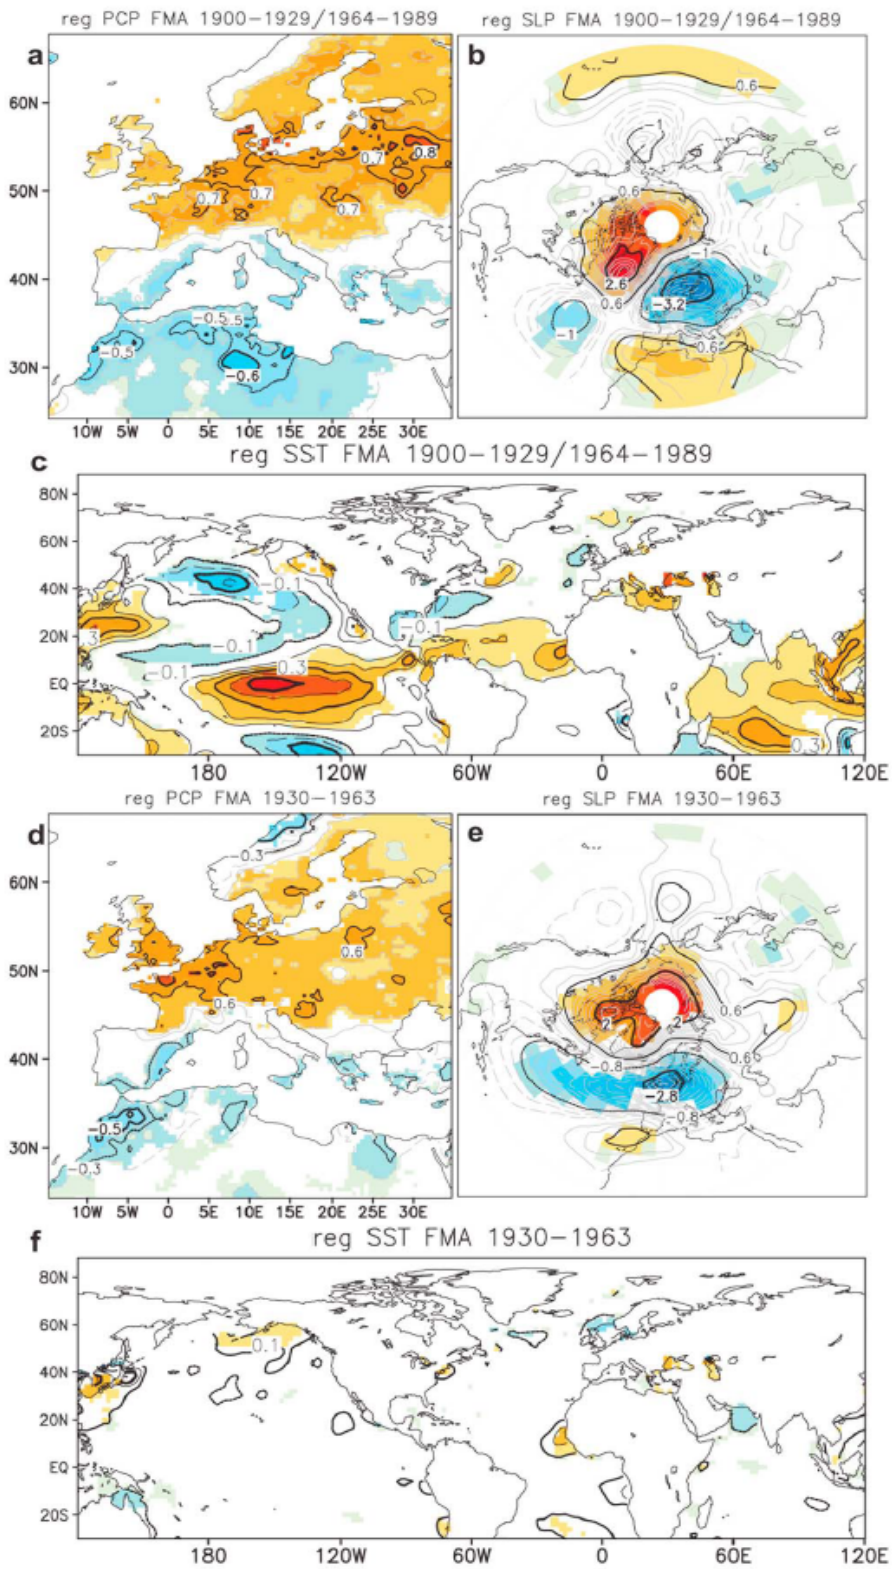 reg PCP FMA 1900-1929/1964-1989
reg SLP FMA 1900-1929/1964-1989
a
b
60N
50N
40N
30N
0.7
0.8
0.7
0.7
0.7
-0.5
-0.5
-0.6
0.6
-1
0.6
-1
2.6
-3.2
0.6
-1
0.6
10W 5W 0 5E 10E 15E 20E 25E 30E
c
reg SST FMA 1900-1929/1964-1989
80N
60N
40N
20N
EQ
20S
-0.1
-0.1
-0.1
-0.1
0.3
0.3
180 120W 60W 0 60E 120E
reg PCP FMA 1930-1963
reg SLP FMA 1930-1963
d
e
60N
50N
40N
30N
-0.3
0.6
0.6
-0.5
-0.3
2
2
0.6
0.6
-0.8
-2.8
-0.8
10W 5W 0 5E 10E 15E 20E 25E 30E
f
reg SST FMA 1930-1963
80N
60N
40N
20N
EQ
20S
0.1
180 120W 60W 0 60E 120E